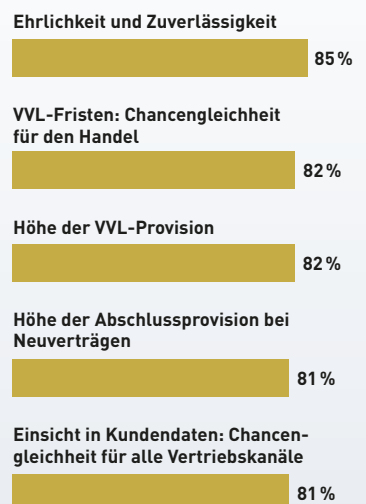 Ehrlichkeit und Zuverlässigkeit
85 %
VVL-Fristen: Chancengleichheit
für den Handel
82 %
Höhe der VVL-Provision
82 %
Höhe der Abschlussprovision bei
Neuverträgen
81 %
Einsicht in Kundendaten: Chancen-
gleichheit für alle Vertriebskanäle
81 %